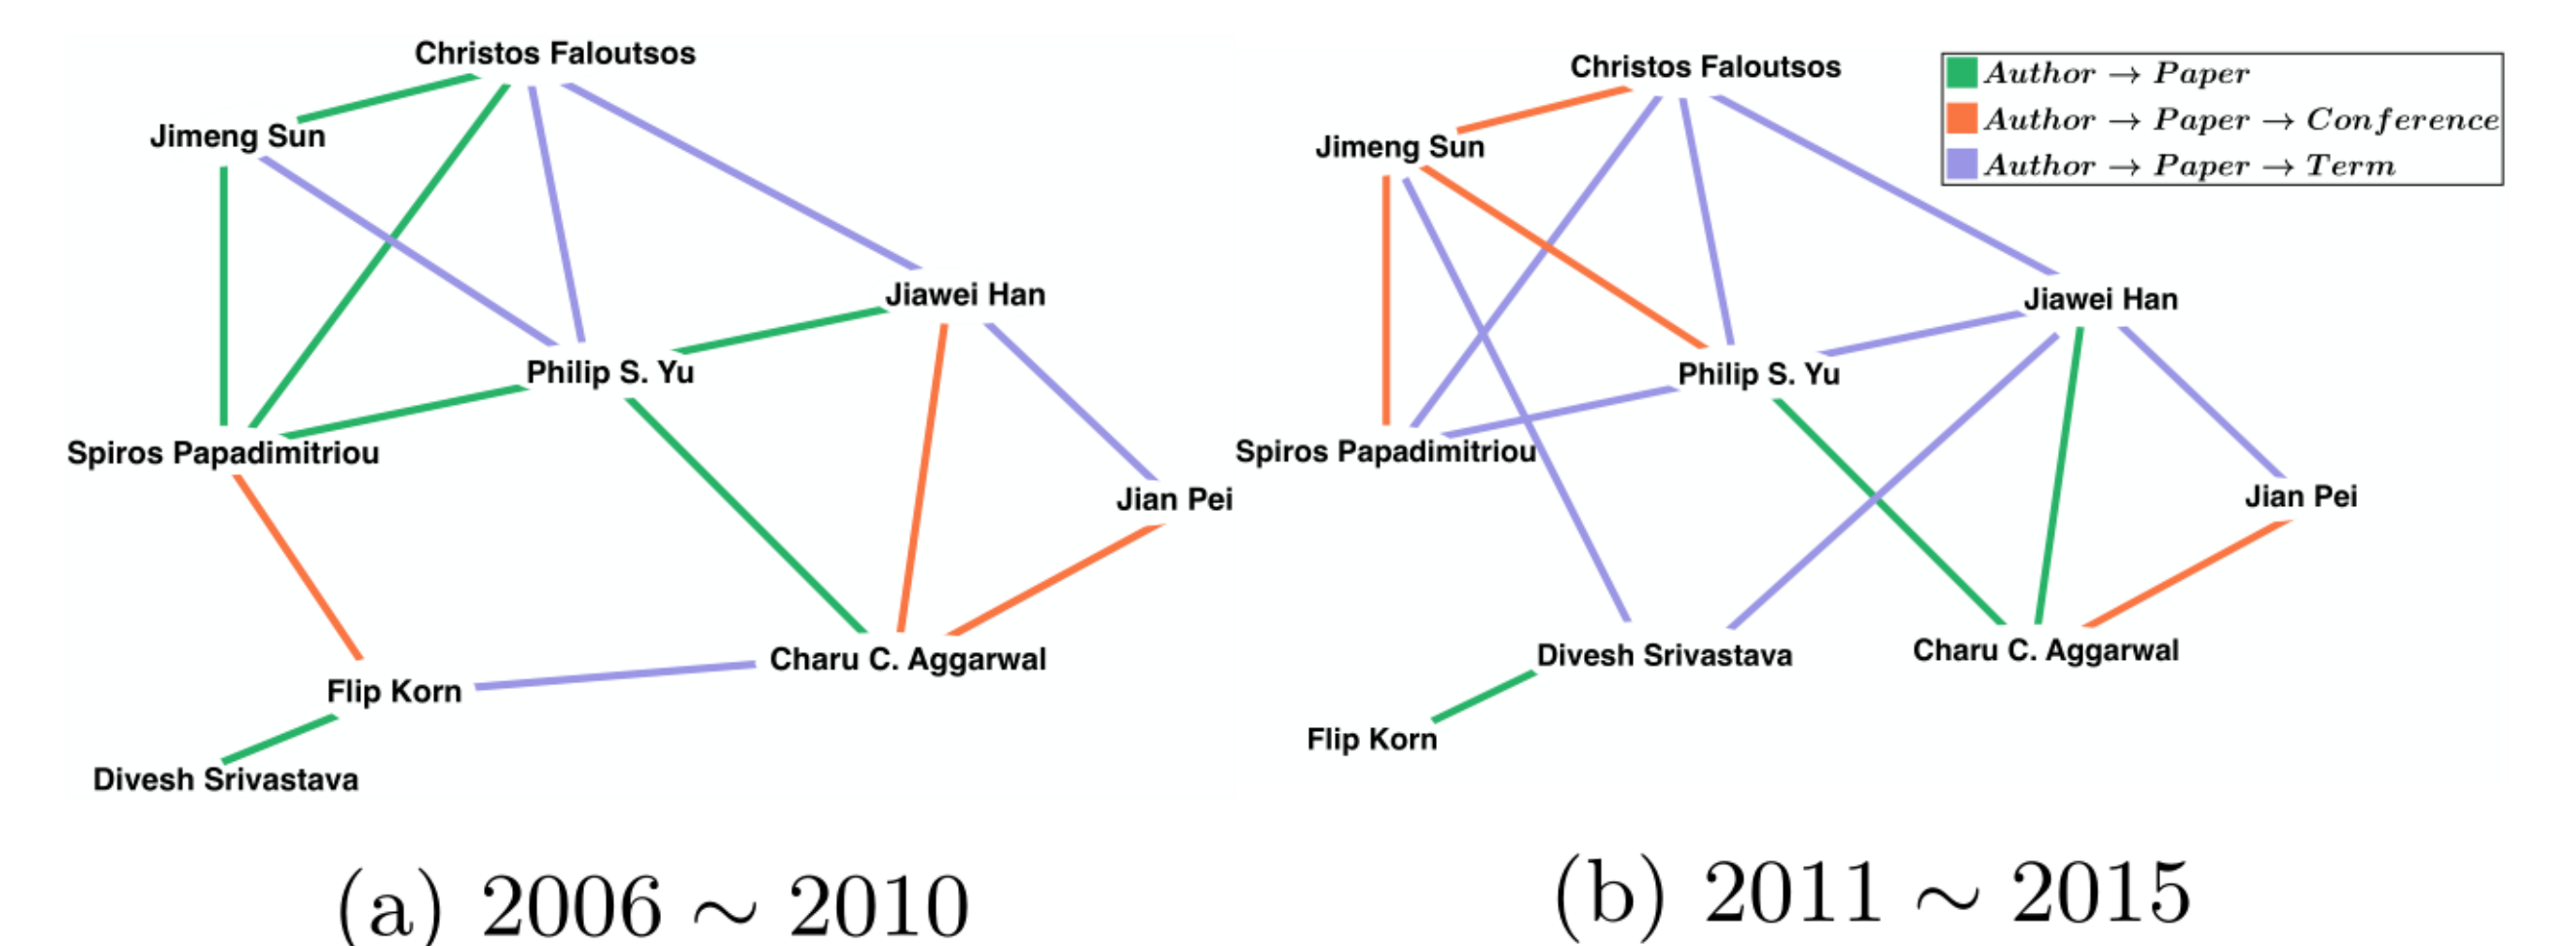 Christos Faloutsos
Jimeng Sun
Jiawei Han
Philip S. Yu
Spiros Papadimitriou
Jian Pei
Charu C. Aggarwal
Flip Korn
Divesh Srivastava
(a) 2006 ∼ 2010
Christos Faloutsos
Author → Paper
Author → Paper → Conference
Author → Paper → Term
Jimeng Sun
Jiawei Han
Philip S. Yu
Spiros Papadimitriou
Jian Pei
Divesh Srivastava
Charu C. Aggarwal
Flip Korn
(b) 2011 ∼ 2015